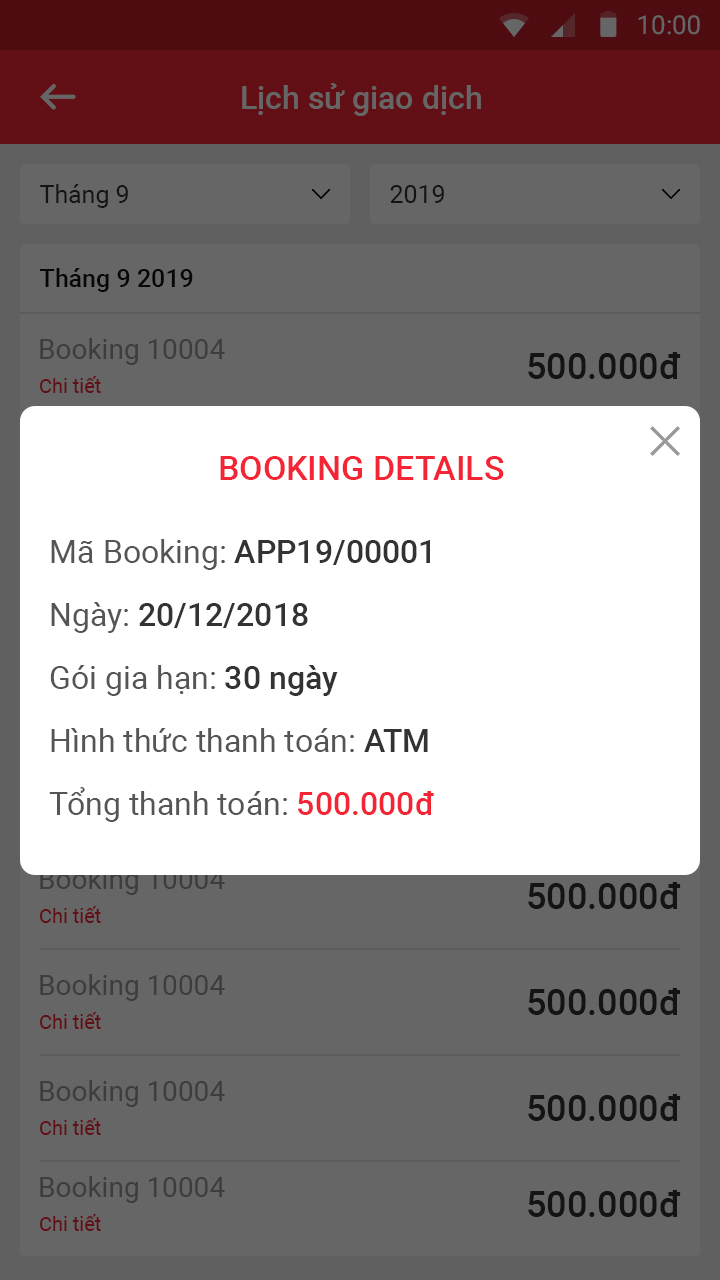 10:00
Lịch sử giao dịch
Tháng 9 2019
Tháng 9 2019
Booking 10004 500.000đ
Chi tiết
BOOKING DETAILS
Mã Booking: APP19/00001
Ngày: 20/12/2018
Gói gia hạn: 30 ngày
Hình thức thanh toán: ATM
Tổng thanh toán: 500.000đ
Booking 10004 500.000đ
Chi tiết
Booking 10004 500.000đ
Chi tiết
Booking 10004 500.000đ
Chi tiết
Booking 10004 500.000đ
Chi tiết